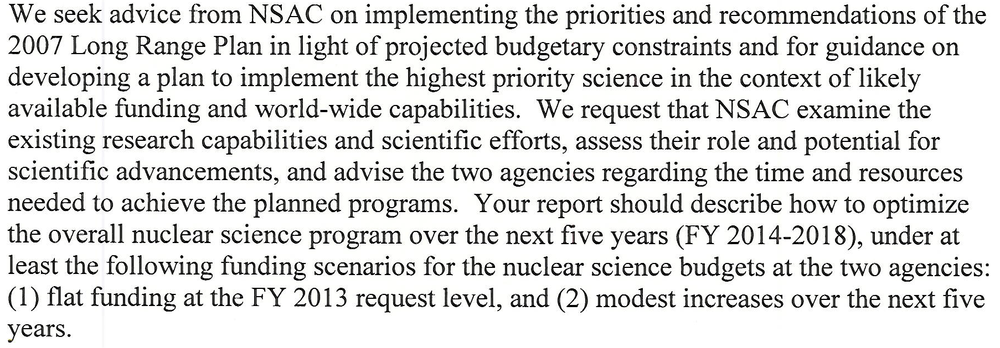 We seek advice from NSAC on implementing the priorities and recommendations of the
2007 Long Range Plan in light of projected budgetary constraints and for guidance on
developing a plan to implement the highest priority science in the context of likely
available funding and world-wide capabilities.  We request that NSAC examine the
existing research capabilities and scientific efforts, assess their role and potential for
scientific advancements, and advise the two agencies regarding the time and resources
needed to achieve the planned programs.  Your report should describe how to optimize
the overall nuclear science program over the next five years (FY 2014-2018), under at
least the following funding scenarios for the nuclear science budgets at the two agencies:
(1) flat funding at the FY 2013 request level, and (2) modest increases over the next five
years.